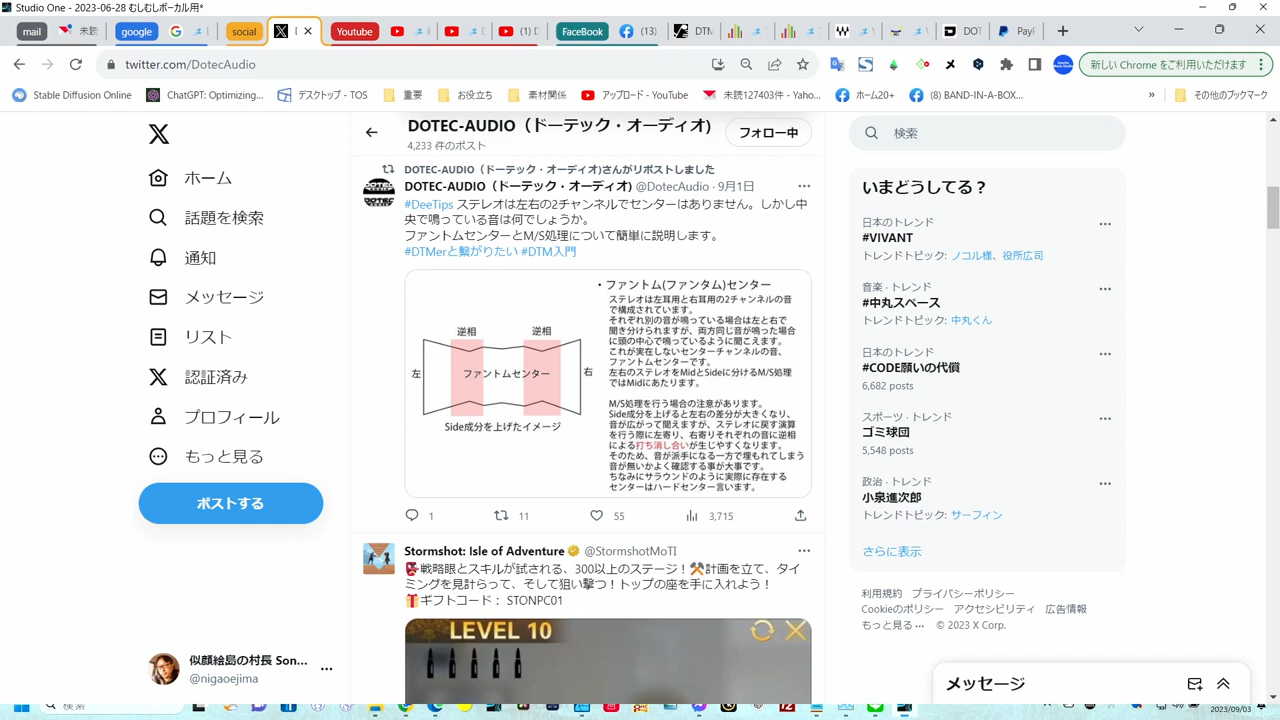 Studio One - 2023-06-28 むしむしボーカル用*
mail
未読
google
social
Youtube
(1) D
FaceBook
(13)
DTM
DOT
Pay
twitter.com/DotecAudio
新しい Chrome をご利用いただけます
Stable Diffusion Online
ChatGPT: Optimizing...
デスクトップ - TOS
重要
お役立ち
素材関係
アップロード - YouTube
未読127403件 - Yaho...
ホーム20+
(8) BAND-IN-A-BOX...
»
その他のブックマーク
DOTEC-AUDIO（ドーテック・オーディオ)
4,233 件のポスト
フォロー中
検索
ホーム
話題を検索
通知
メッセージ
リスト
認証済み
プロフィール
もっと見る
ポストする
似顔絵島の村長 Son...
@nigaoejima
DOTEC-AUDIO（ドーテック・オーディオ)さんがリポストしました
DOTEC-AUDIO（ドーテック・オーディオ) @DotecAudio · 9月1日
#DeeTips ステレオは左右の2チャンネルでセンターはありません。しかし中
央で鳴っている音は何でしょうか。
ファントムセンターとM/S処理について簡単に説明します。
#DTMerと繋がりたい #DTM入門
・ファントム(ファンタム)センター
ステレオは左耳用と右耳用の2チャンネルの音
で構成されています。
それぞれ別の音が鳴っている場合は左と右で
聞き分けられますが、両方同じ音が鳴った場合
に頭の中心で鳴っているように聞こえます。
これが実在しないセンターチャンネルの音、
ファントムセンターです。
左右のステレオをMidとSideに分けるM/S処理
ではMidにあたります。
M/S処理を行う場合の注意があります。
Side成分を上げると左右の差分が大きくなり、
音が広がって聞えますが、ステレオに戻す演算
を行う際に左寄り、右寄りそれぞれの音に逆相
による打ち消し合いが生じやすくなります。
そのため、音が派手になる一方で埋もれてしまう
音が無いかよく確認する事が大事です。
ちなみにサラウンドのように実際に存在する
センターはハードセンター言います。
逆相
逆相
左
ファントムセンター
右
Side成分を上げたイメージ
1
11
55
3,715
Stormshot: Isle of Adventure @StormshotMoTI
戦略眼とスキルが試される、300以上のステージ！計画を立て、タイ
ミングを見計らって、そして狙い撃つ！トップの座を手に入れよう！
ギフトコード： STONPC01
LEVEL 10
いまどうしてる？
日本のトレンド
#VIVANT
トレンドトピック: ノコル様、役所広司
音楽 · トレンド
#中丸スペース
トレンドトピック: 中丸くん
日本のトレンド
#CODE願いの代償
6,682 posts
スポーツ · トレンド
ゴミ球団
5,548 posts
政治 · トレンド
小泉進次郎
トレンドトピック: サーフィン
さらに表示
利用規約 プライバシーポリシー
Cookieのポリシー アクセシビリティ 広告情報
もっと見る … © 2023 X Corp.
メッセージ
検索
2023/09/03